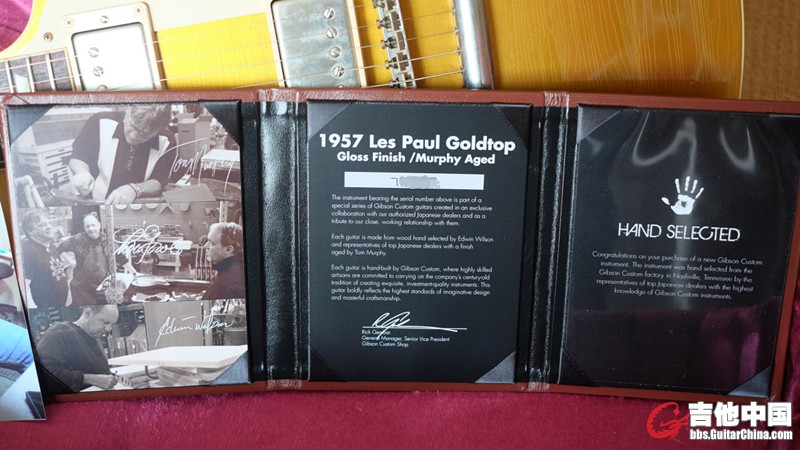 Tom Murphy
Edwin Wilson
1957 Les Paul Goldtop
Gloss Finish /Murphy Aged
The instrument bearing the serial number above is part of a
special series of Gibson Custom guitars created in an exclusive
collaboration with our authorized Japanese dealers and as a
tribute to our close, working relationship with them.
Each guitar is made from wood hand selected by Edwin Wilson
and representatives of top Japanese dealers with a finish
aged by Tom Murphy.
Each guitar is hand-built by Gibson Custom, where highly skilled
artisans are committed to carrying on the company's century-old
tradition of creating exquisite, investment-quality instruments. This
guitar boldly reflects the highest standards of imaginative design
and masterful craftsmanship.
Rick Gembar
General Manager, Senior Vice President
Gibson Custom Shop
HAND SELECTED
Congratulations on your purchase of a new Gibson Custom
instrument. The instrument was hand selected from the
Gibson Custom factory in Nashville, Tennessee by the
representatives of top Japanese dealers with the highest
knowledge of Gibson Custom instruments.
吉他中国
bbs.GuitarChina.com